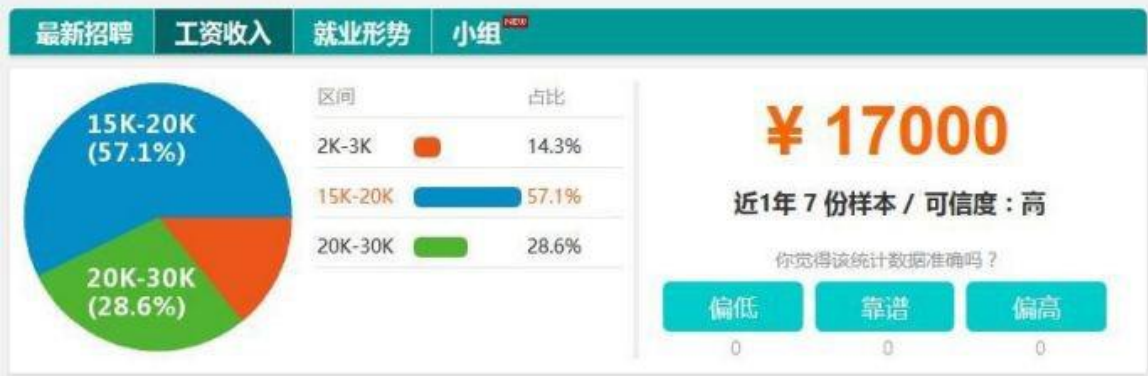 最新招聘 工资收入 就业形势 小组 NEW
15K-20K
(57.1%)
20K-30K
(28.6%)
区间 占比
2K-3K 14.3%
15K-20K 57.1%
20K-30K 28.6%
¥ 17000
近1年 7 份样本 / 可信度：高
你觉得该统计数据准确吗？
偏低 靠谱 偏高
0 0 0